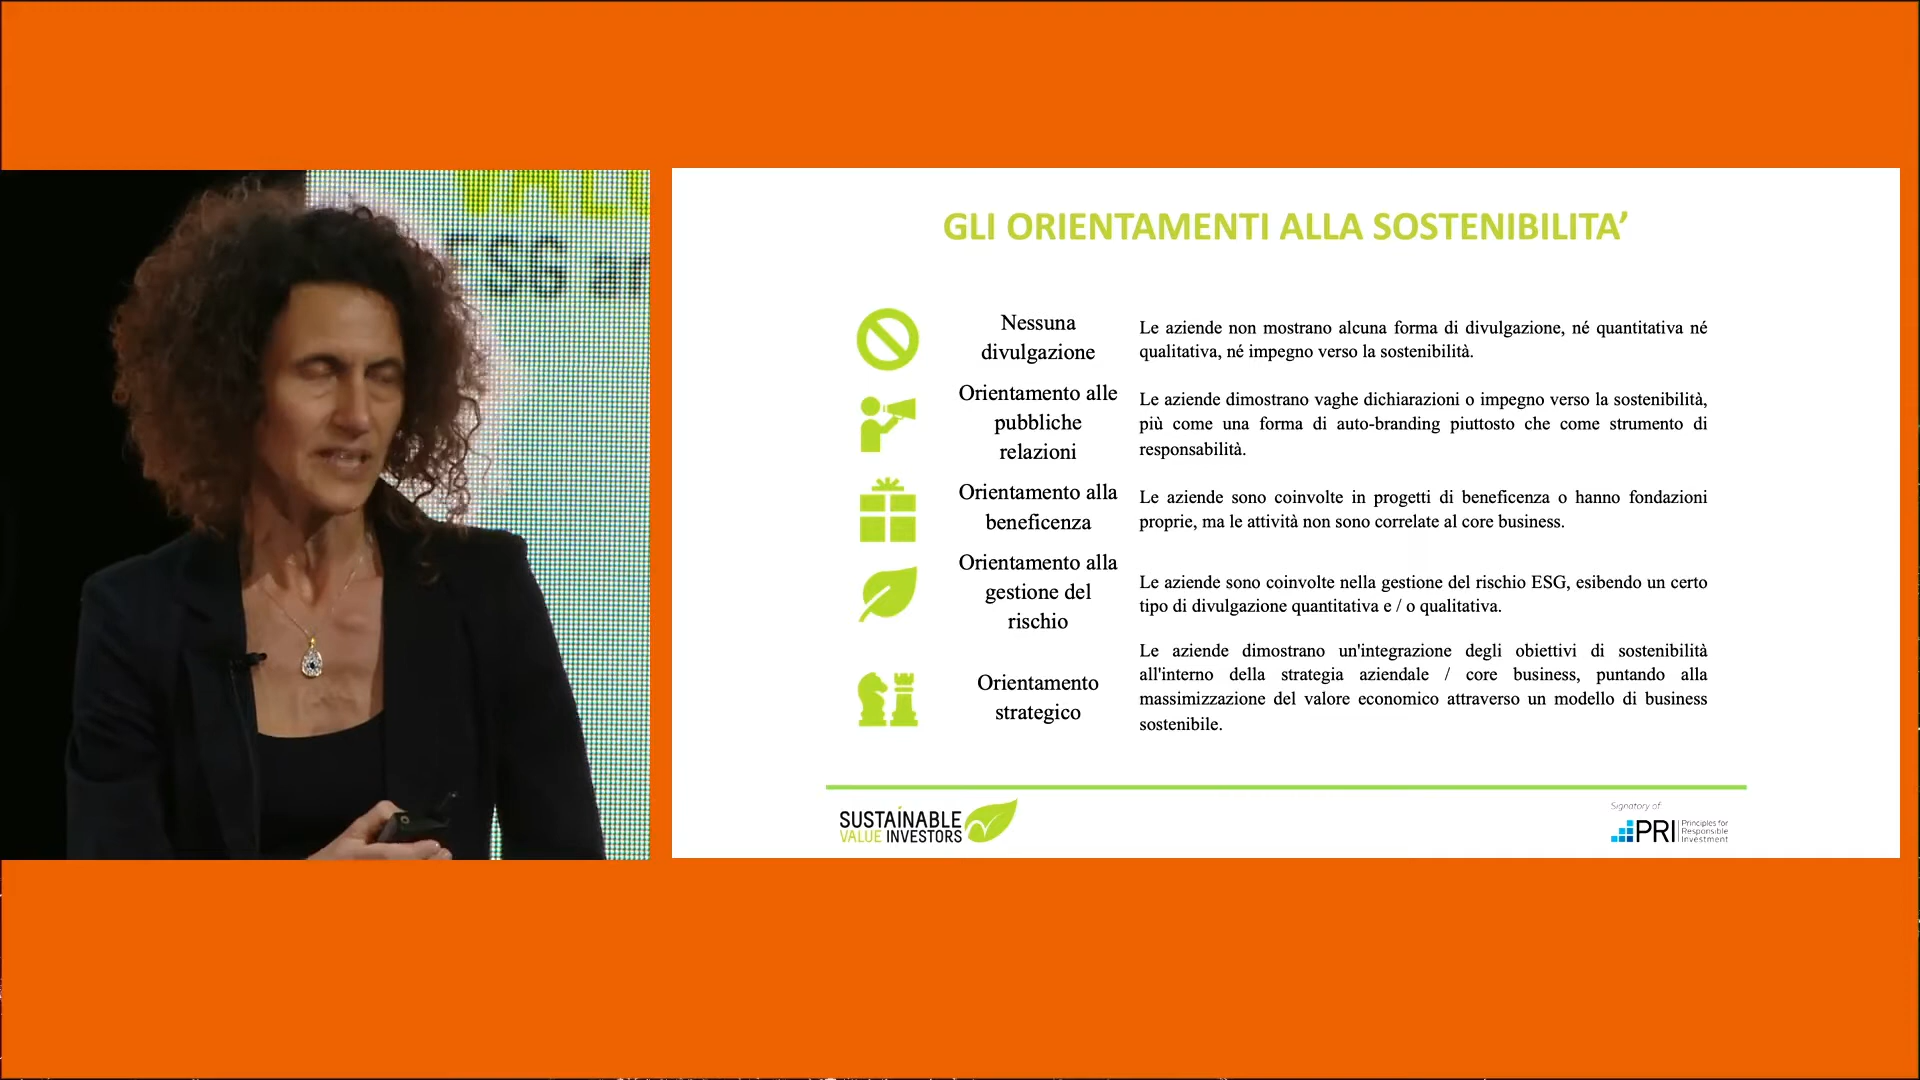 VALU
ESG an
GLI ORIENTAMENTI ALLA SOSTENIBILITA’
Nessuna
divulgazione
Le aziende non mostrano alcuna forma di divulgazione, né quantitativa né
qualitativa, né impegno verso la sostenibilità.
Orientamento alle
pubbliche
relazioni
Le aziende dimostrano vaghe dichiarazioni o impegno verso la sostenibilità,
più come una forma di auto-branding piuttosto che come strumento di
responsabilità.
Orientamento alla
beneficenza
Le aziende sono coinvolte in progetti di beneficenza o hanno fondazioni
proprie, ma le attività non sono correlate al core business.
Orientamento alla
gestione del
rischio
Le aziende sono coinvolte nella gestione del rischio ESG, esibendo un certo
tipo di divulgazione quantitativa e / o qualitativa.
Orientamento
strategico
Le aziende dimostrano un'integrazione degli obiettivi di sostenibilità
all'interno della strategia aziendale / core business, puntando alla
massimizzazione del valore economico attraverso un modello di business
sostenibile.
SUSTAINABLE
VALUE INVESTORS
Signatory of:
PRI
Principles for
Responsible
Investment